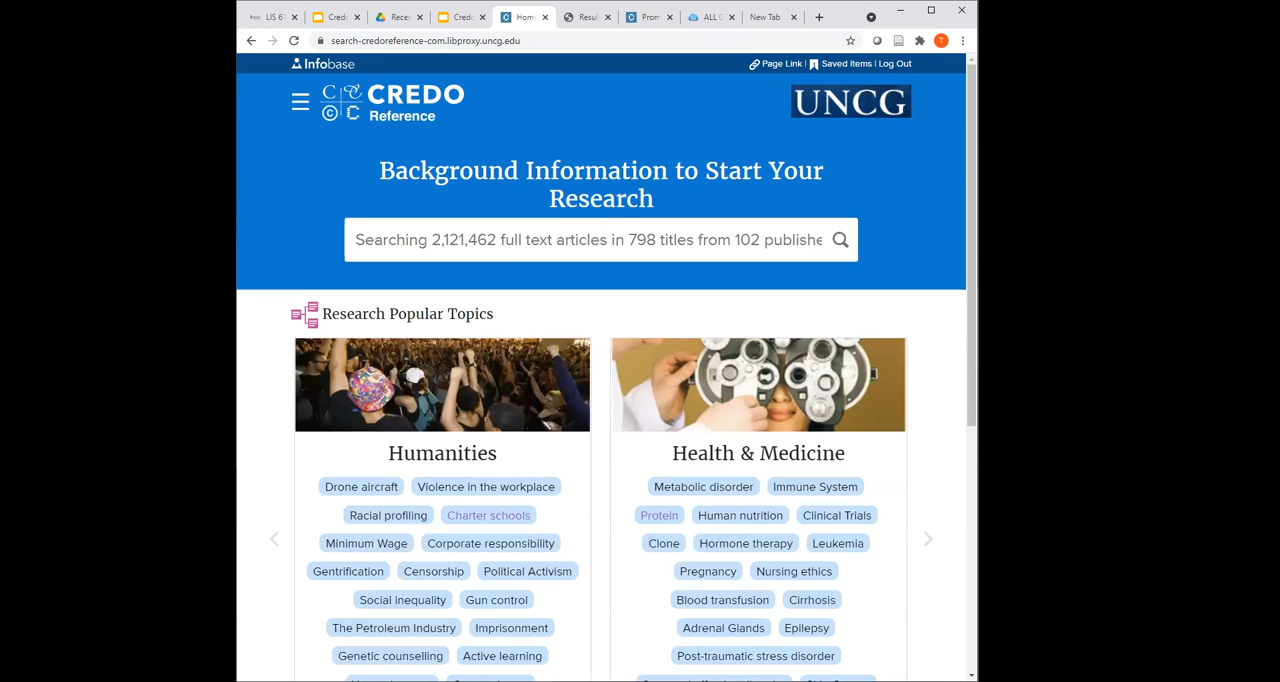 LIS 6
Credo
Recen
Credo
Hom
Resul
Prom
ALL C
New Tab
search-credoreference-com.libproxy.uncg.edu
T
Infobase
Page Link | Saved Items | Log Out
CREDO
Reference
UNCG
Background Information to Start Your
Research
Searching 2,121,462 full text articles in 798 titles from 102 publishe
Research Popular Topics
Humanities
Drone aircraft Violence in the workplace
Racial profiling Charter schools
Minimum Wage Corporate responsibility
Gentrification Censorship Political Activism
Social inequality Gun control
The Petroleum Industry Imprisonment
Genetic counselling Active learning
Health & Medicine
Metabolic disorder Immune System
Protein Human nutrition Clinical Trials
Clone Hormone therapy Leukemia
Pregnancy Nursing ethics
Blood transfusion Cirrhosis
Adrenal Glands Epilepsy
Post-traumatic stress disorder